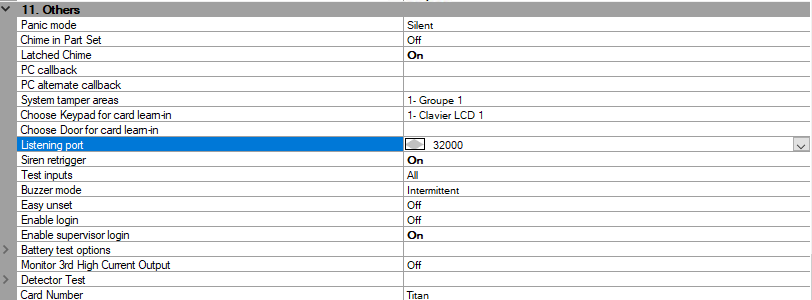 11. Others
Panic mode Silent
Chime in Part Set Off
Latched Chime On
PC callback
PC alternate callback
System tamper areas 1- Groupe 1
Choose Keypad for card learn-in 1- Clavier LCD 1
Choose Door for card learn-in
Listening port 32000
Siren retrigger On
Test inputs All
Buzzer mode Intermittent
Easy unset Off
Enable login Off
Enable supervisor login On
Battery test options
Monitor 3rd High Current Output Off
Detector Test
Card Number Titan